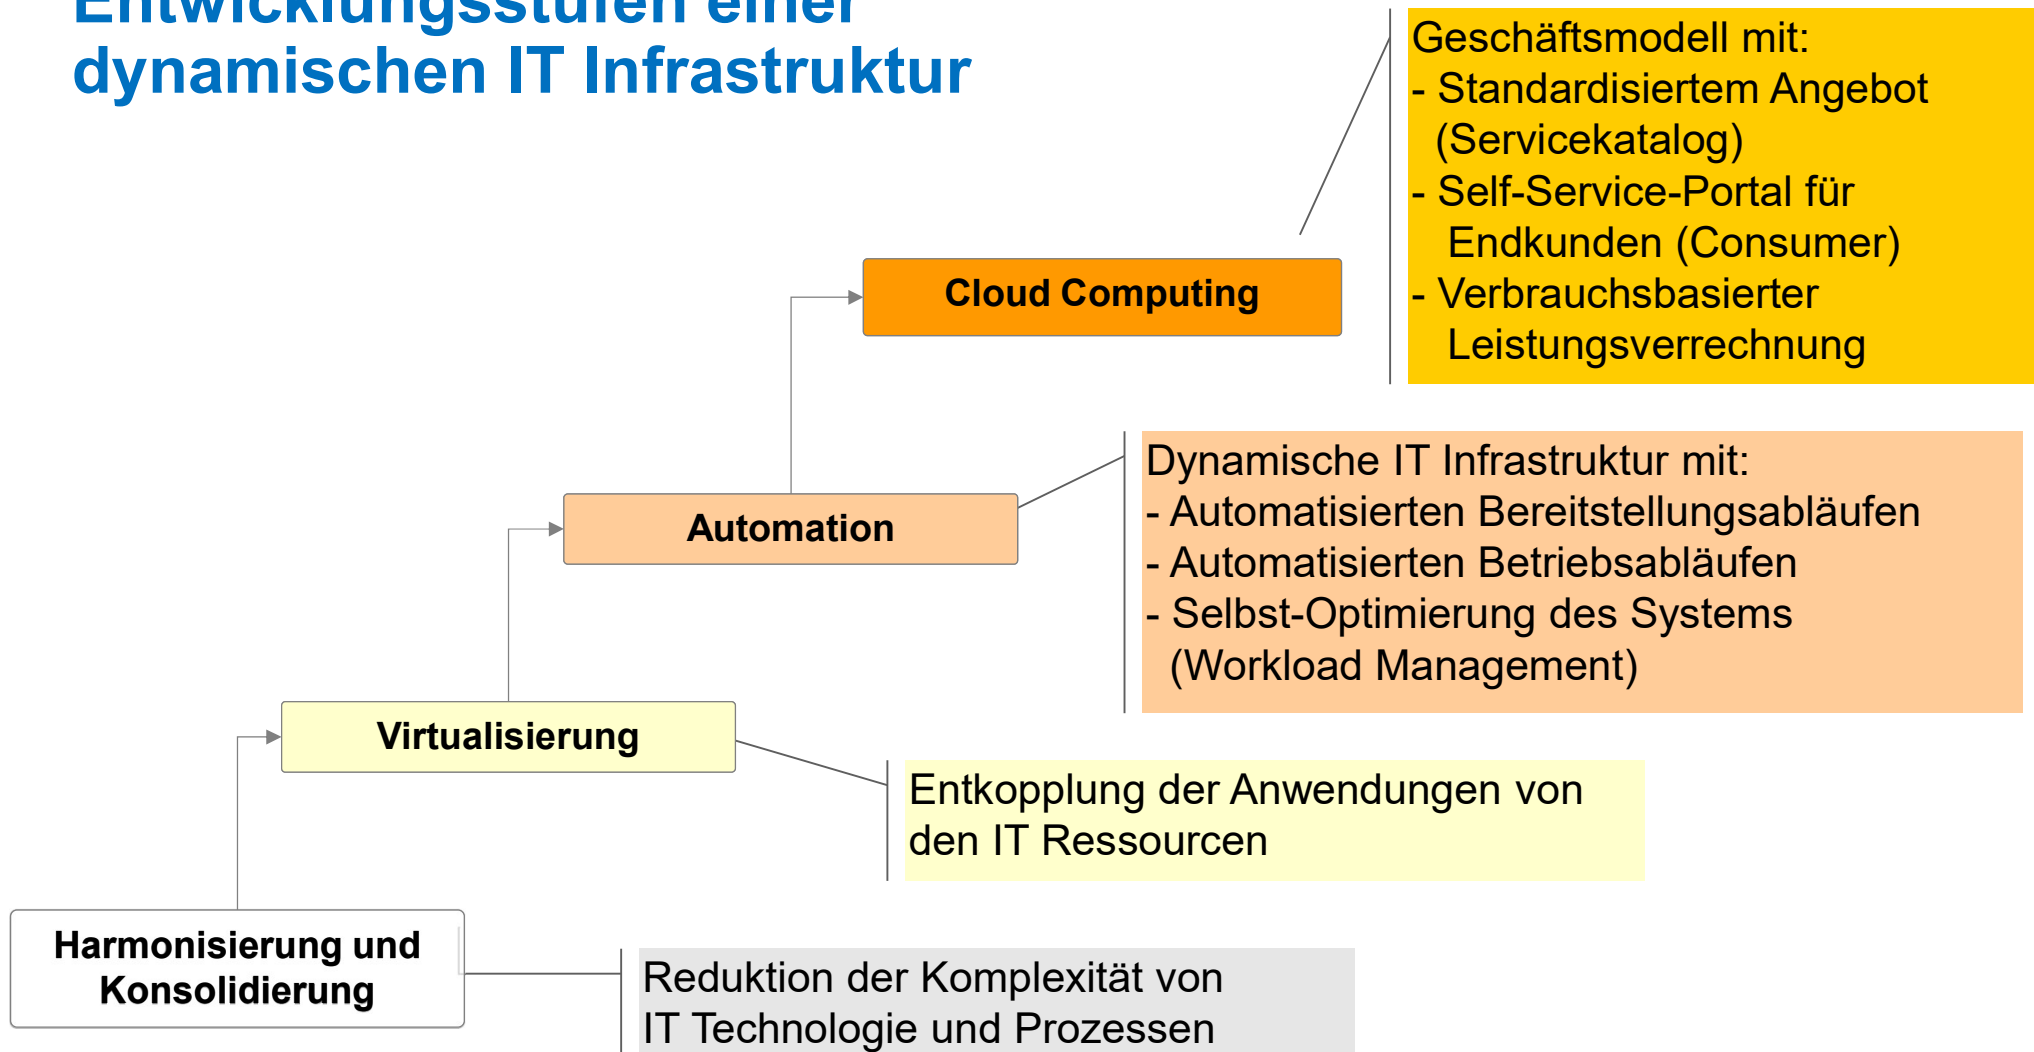 Entwicklungsstufen einer
dynamischen IT Infrastruktur
Geschäftsmodell mit:
- Standardisiertem Angebot
(Servicekatalog)
- Self-Service-Portal für
Endkunden (Consumer)
- Verbrauchsbasierter
Leistungsverrechnung
Cloud Computing
Dynamische IT Infrastruktur mit:
- Automatisierten Bereitstellungsabläufen
- Automatisierten Betriebsabläufen
- Selbst-Optimierung des Systems
(Workload Management)
Automation
Virtualisierung
Entkopplung der Anwendungen von
den IT Ressourcen
Harmonisierung und
Konsolidierung
Reduktion der Komplexität von
IT Technologie und Prozessen